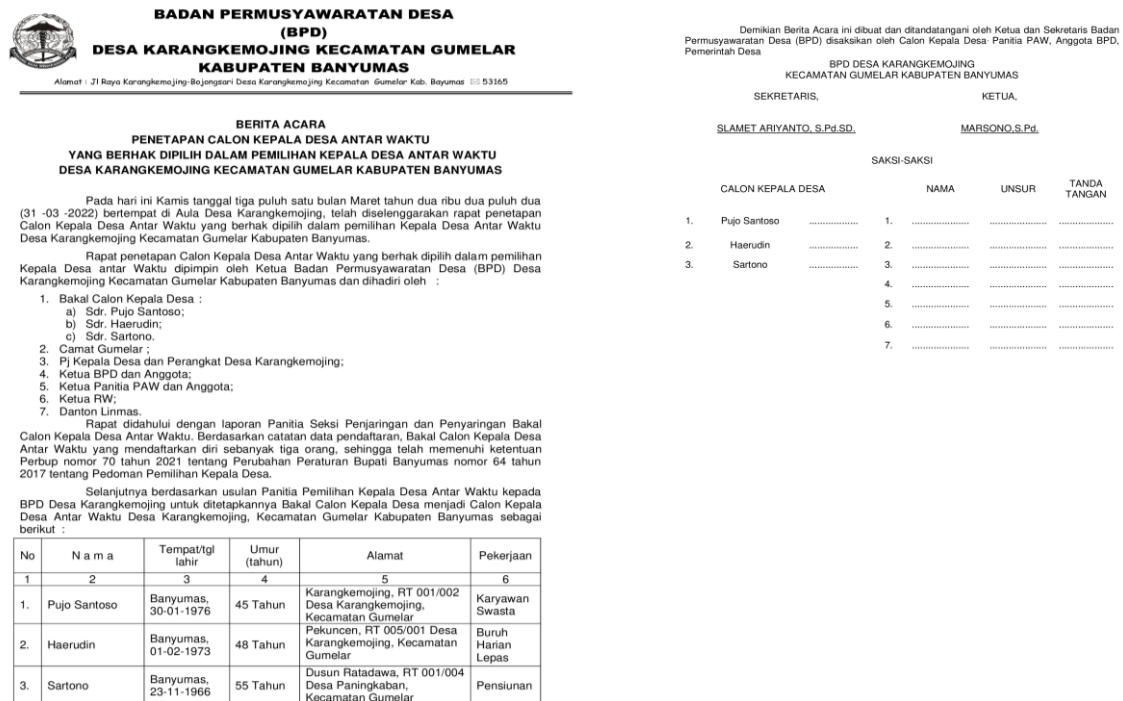 BADAN PERMUSYAWARATAN DESA
(BPD)
DESA KARANGKEMOJING KECAMATAN GUMELAR
KABUPATEN BANYUMAS
Alamat : Jl Raya Karangkemojing-Bojongsari Desa Karangkemojing Kecamatan Gumelar Kab. Bayumas ✉ 53165
BERITA ACARA
PENETAPAN CALON KEPALA DESA ANTAR WAKTU
YANG BERHAK DIPILIH DALAM PEMILIHAN KEPALA DESA ANTAR WAKTU
DESA KARANGKEMOJING KECAMATAN GUMELAR KABUPATEN BANYUMAS
Pada hari ini Kamis tanggal tiga puluh satu bulan Maret tahun dua ribu dua puluh dua
(31 -03 -2022) bertempat di Aula Desa Karangkemojing, telah diselenggarakan rapat penetapan
Calon Kepala Desa Antar Waktu yang berhak dipilih dalam pemilihan Kepala Desa Antar Waktu
Desa Karangkemojing Kecamatan Gumelar Kabupaten Banyumas.
Rapat penetapan Calon Kepala Desa Antar Waktu yang berhak dipilih dalam pemilihan
Kepala Desa antar Waktu dipimpin oleh Ketua Badan Permusyawaratan Desa (BPD) Desa
Karangkemojing Kecamatan Gumelar Kabupaten Banyumas dan dihadiri oleh :
1. Bakal Calon Kepala Desa :
a) Sdr. Pujo Santoso;
b) Sdr. Haerudin;
c) Sdr. Sartono.
2. Camat Gumelar ;
3. Pj Kepala Desa dan Perangkat Desa Karangkemojing;
4. Ketua BPD dan Anggota;
5. Ketua Panitia PAW dan Anggota;
6. Ketua RW;
7. Danton Linmas.
Rapat didahului dengan laporan Panitia Seksi Penjaringan dan Penyaringan Bakal
Calon Kepala Desa Antar Waktu. Berdasarkan catatan data pendaftaran, Bakal Calon Kepala Desa
Antar Waktu yang mendaftarkan diri sebanyak tiga orang, sehingga telah memenuhi ketentuan
Perbup nomor 70 tahun 2021 tentang Perubahan Peraturan Bupati Banyumas nomor 64 tahun
2017 tentang Pedoman Pemilihan Kepala Desa.
Selanjutnya berdasarkan usulan Panitia Pemilihan Kepala Desa Antar Waktu kepada
BPD Desa Karangkemojing untuk ditetapkannya Bakal Calon Kepala Desa menjadi Calon Kepala
Desa Antar Waktu Desa Karangkemojing, Kecamatan Gumelar Kabupaten Banyumas sebagai
berikut :
No N a m a Tempat/tgl lahir Umur (tahun) Alamat Pekerjaan
1 2 3 4 5 6
1. Pujo Santoso Banyumas, 30-01-1976 45 Tahun Karangkemojing, RT 001/002 Desa Karangkemojing, Kecamatan Gumelar Karyawan Swasta
2. Haerudin Banyumas, 01-02-1973 48 Tahun Pekuncen, RT 005/001 Desa Karangkemojing, Kecamatan Gumelar Buruh Harian Lepas
3. Sartono Banyumas, 23-11-1966 55 Tahun Dusun Ratadawa, RT 001/004 Desa Paningkaban, Kecamatan Gumelar Pensiunan
Demikian Berita Acara ini dibuat dan ditandatangani oleh Ketua dan Sekretaris Badan
Permusyawaratan Desa (BPD) disaksikan oleh Calon Kepala Desa, Panitia PAW, Anggota BPD,
Pemerintah Desa
BPD DESA KARANGKEMOJING
KECAMATAN GUMELAR KABUPATEN BANYUMAS
SEKRETARIS, KETUA,
SLAMET ARIYANTO, S.Pd.SD. MARSONO,S.Pd.
SAKSI-SAKSI
CALON KEPALA DESA NAMA UNSUR TANDA TANGAN
1. Pujo Santoso .................. 1. ..................... ..................... ....................
2. Haerudin .................. 2. ..................... ..................... ....................
3. Sartono .................. 3. ..................... ..................... ....................
4. ..................... ..................... ....................
5. ..................... ..................... ....................
6. ..................... ..................... ....................
7. ..................... ..................... ....................